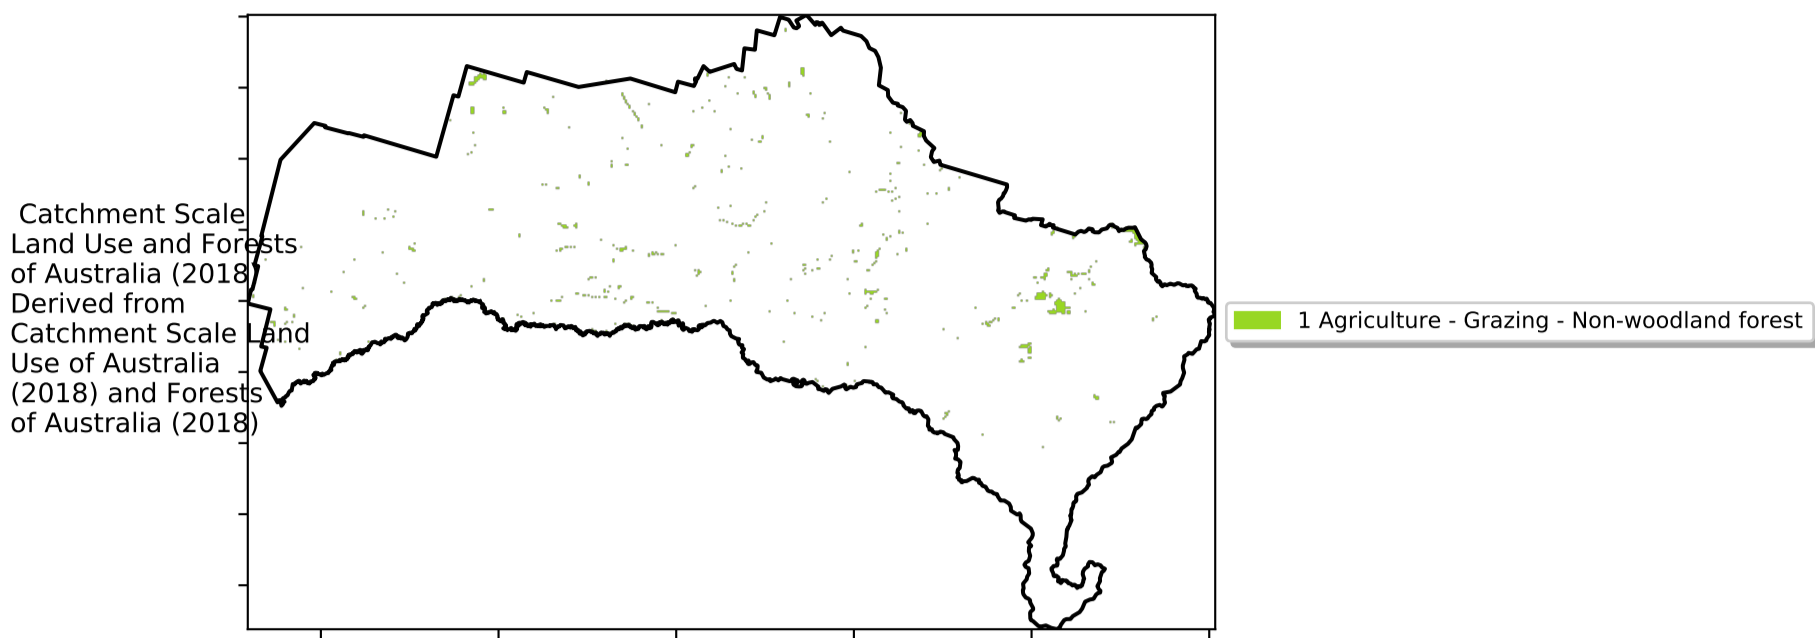 Catchment Scale
Land Use and Forests
of Australia (2018)
Derived from
Catchment Scale Land
Use of Australia
(2018) and Forests
of Australia (2018)
1 Agriculture - Grazing - Non-woodland forest